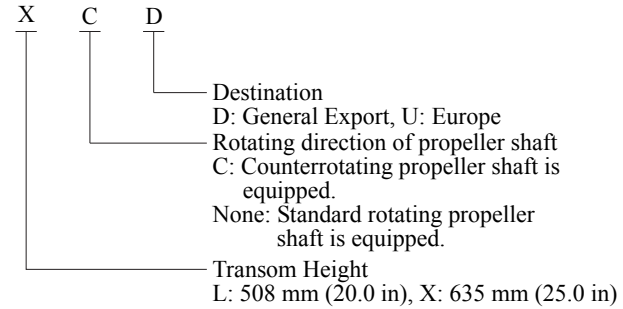 X C D
Destination
D: General Export, U: Europe
Rotating direction of propeller shaft
C: Counterrotating propeller shaft is
equipped.
None: Standard rotating propeller
shaft is equipped.
Transom Height
L: 508 mm (20.0 in), X: 635 mm (25.0 in)